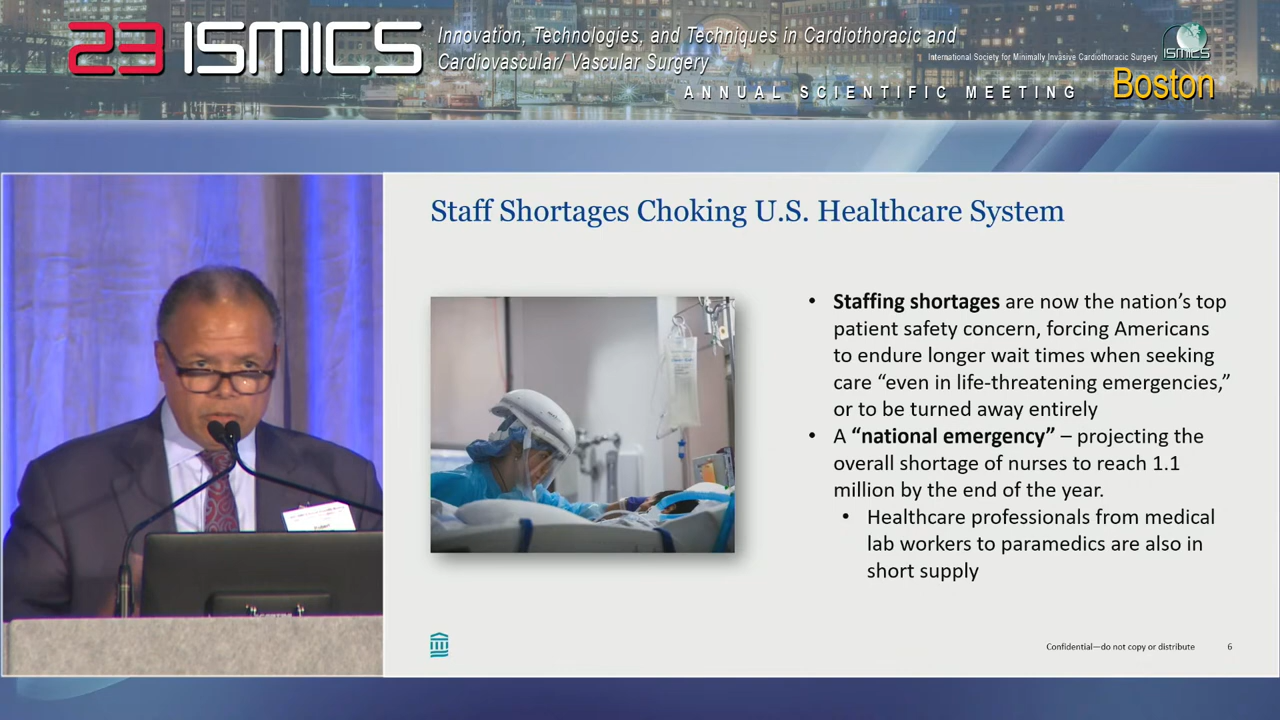 23 ISMICS
Innovation, Technologies, and Techniques in Cardiothoracic and
Cardiovascular/ Vascular Surgery
International Society for Minimally Invasive Cardiothoracic Surgery
ISMICS
ANNUAL SCIENTIFIC MEETING
Boston
Staff Shortages Choking U.S. Healthcare System
• Staffing shortages are now the nation’s top
patient safety concern, forcing Americans
to endure longer wait times when seeking
care “even in life-threatening emergencies,”
or to be turned away entirely
• A “national emergency” – projecting the
overall shortage of nurses to reach 1.1
million by the end of the year.
• Healthcare professionals from medical
lab workers to paramedics are also in
short supply
Confidential—do not copy or distribute 6